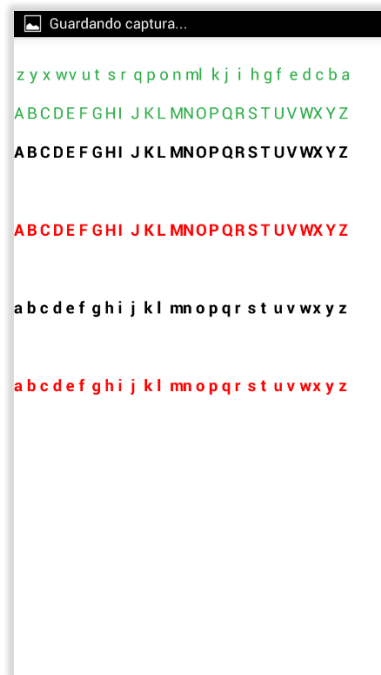 Guardando captura...
z y x w v u t s r q p o n m l k j i h g f e d c b a
A B C D E F G H I J K L M N O P Q R S T U V W X Y Z
A B C D E F G H I J K L M N O P Q R S T U V W X Y Z
A B C D E F G H I J K L M N O P Q R S T U V W X Y Z
a b c d e f g h i j k l m n o p q r s t u v w x y z
a b c d e f g h i j k l m n o p q r s t u v w x y z